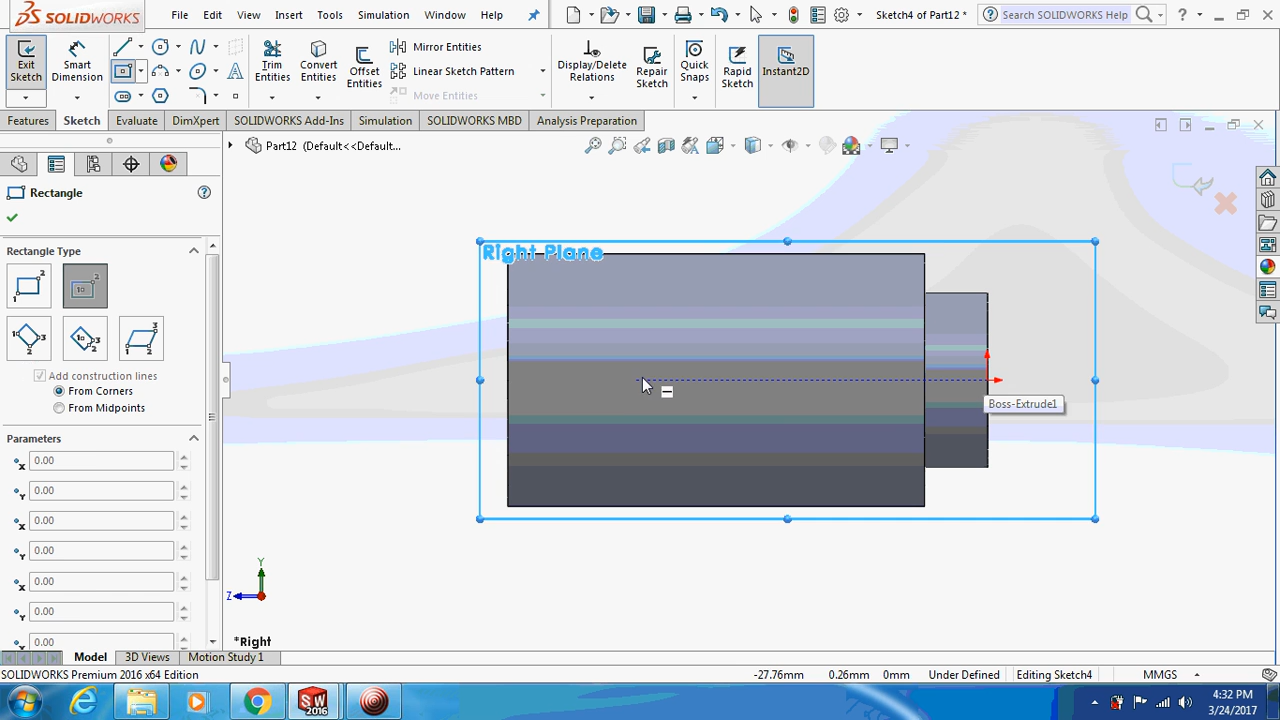 SOLIDWORKS File Edit View Insert Tools Simulation Window Help Sketch4 of Part12 * Search SOLIDWORKS Help
Exit Sketch
Smart Dimension
Trim Entities
Convert Entities
Offset Entities
Mirror Entities
Linear Sketch Pattern
Move Entities
Display/Delete Relations
Repair Sketch
Quick Snaps
Rapid Sketch
Instant2D
Features Sketch Evaluate DimXpert SOLIDWORKS Add-Ins Simulation SOLIDWORKS MBD Analysis Preparation
Part12 (Default<<Default...
Rectangle
Rectangle Type
Add construction lines
From Corners
From Midpoints
Parameters
0.00
0.00
0.00
0.00
0.00
0.00
0.00
Right Plane
Boss-Extrude1
Y
Z
*Right
Model 3D Views Motion Study 1
SOLIDWORKS Premium 2016 x64 Edition -27.76mm 0.26mm 0mm Under Defined Editing Sketch4 MMGS
SW 2016
4:32 PM
3/24/2017